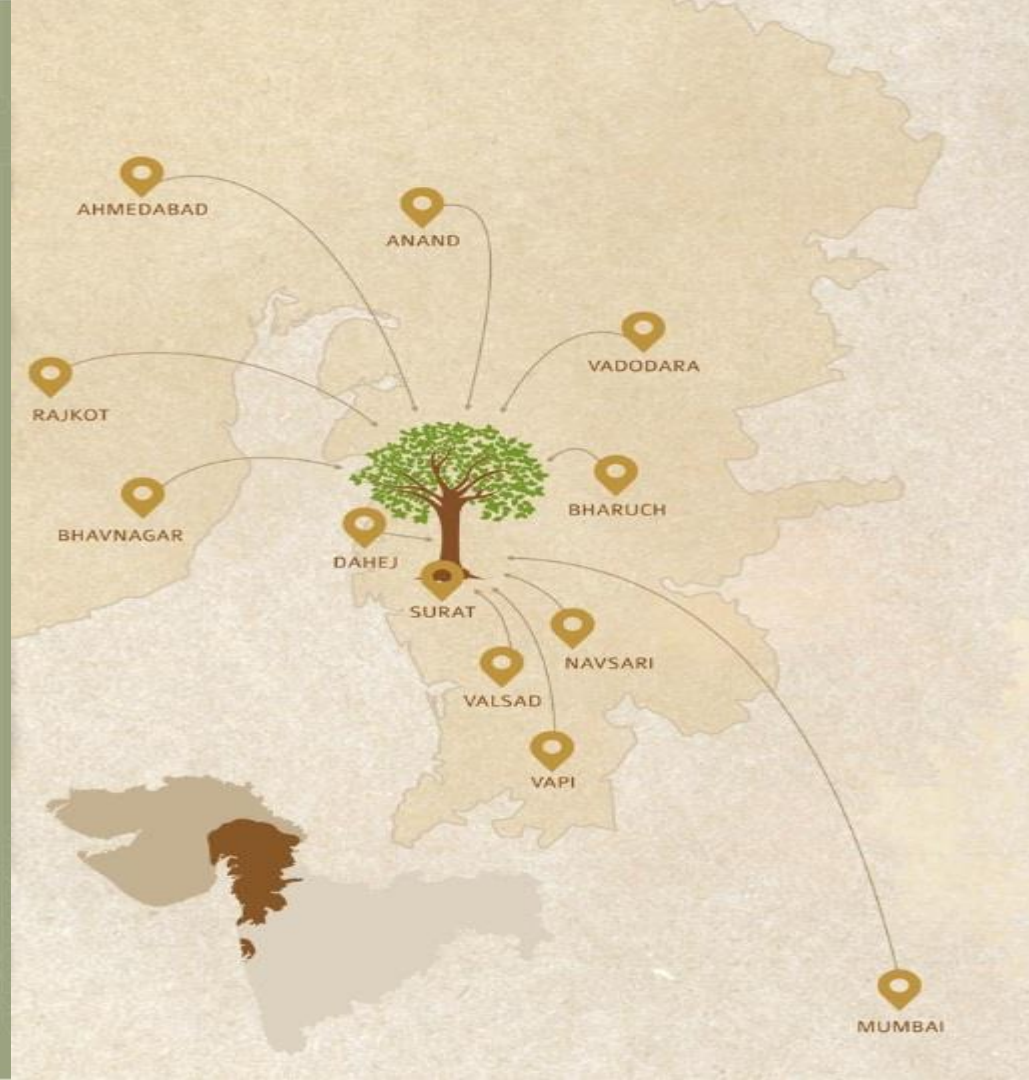 AHMEDABAD
ANAND
VADODARA
RAJKOT
BHARUCH
BHAVNAGAR
DAHEJ
SURAT
NAVSARI
VALSAD
VAPI
MUMBAI